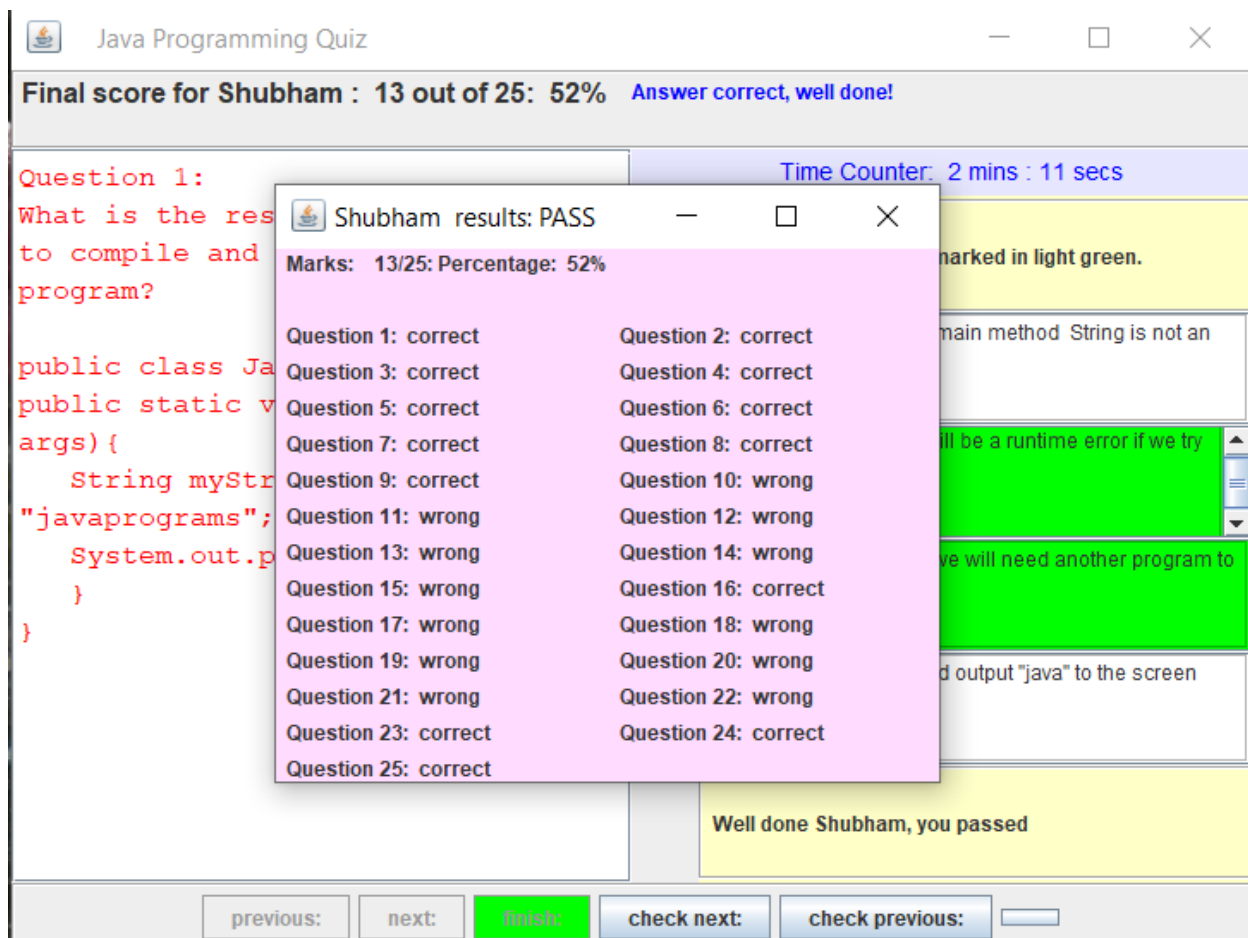 Java Programming Quiz
Final score for Shubham : 13 out of 25: 52% Answer correct, well done!
Time Counter: 2 mins : 11 secs
Question 1:
What is the res
to compile and
program?
public class Ja
public static v
args){
String myStr
"javaprograms";
System.out.p
}
}
Shubham results: PASS
Marks: 13/25: Percentage: 52%
Question 1: correct Question 2: correct
Question 3: correct Question 4: correct
Question 5: correct Question 6: correct
Question 7: correct Question 8: correct
Question 9: correct Question 10: wrong
Question 11: wrong Question 12: wrong
Question 13: wrong Question 14: wrong
Question 15: wrong Question 16: correct
Question 17: wrong Question 18: wrong
Question 19: wrong Question 20: wrong
Question 21: wrong Question 22: wrong
Question 23: correct Question 24: correct
Question 25: correct
marked in light green.
main method String is not an
ill be a runtime error if we try
ve will need another program to
d output "java" to the screen
Well done Shubham, you passed
previous: next: finish: check next: check previous: